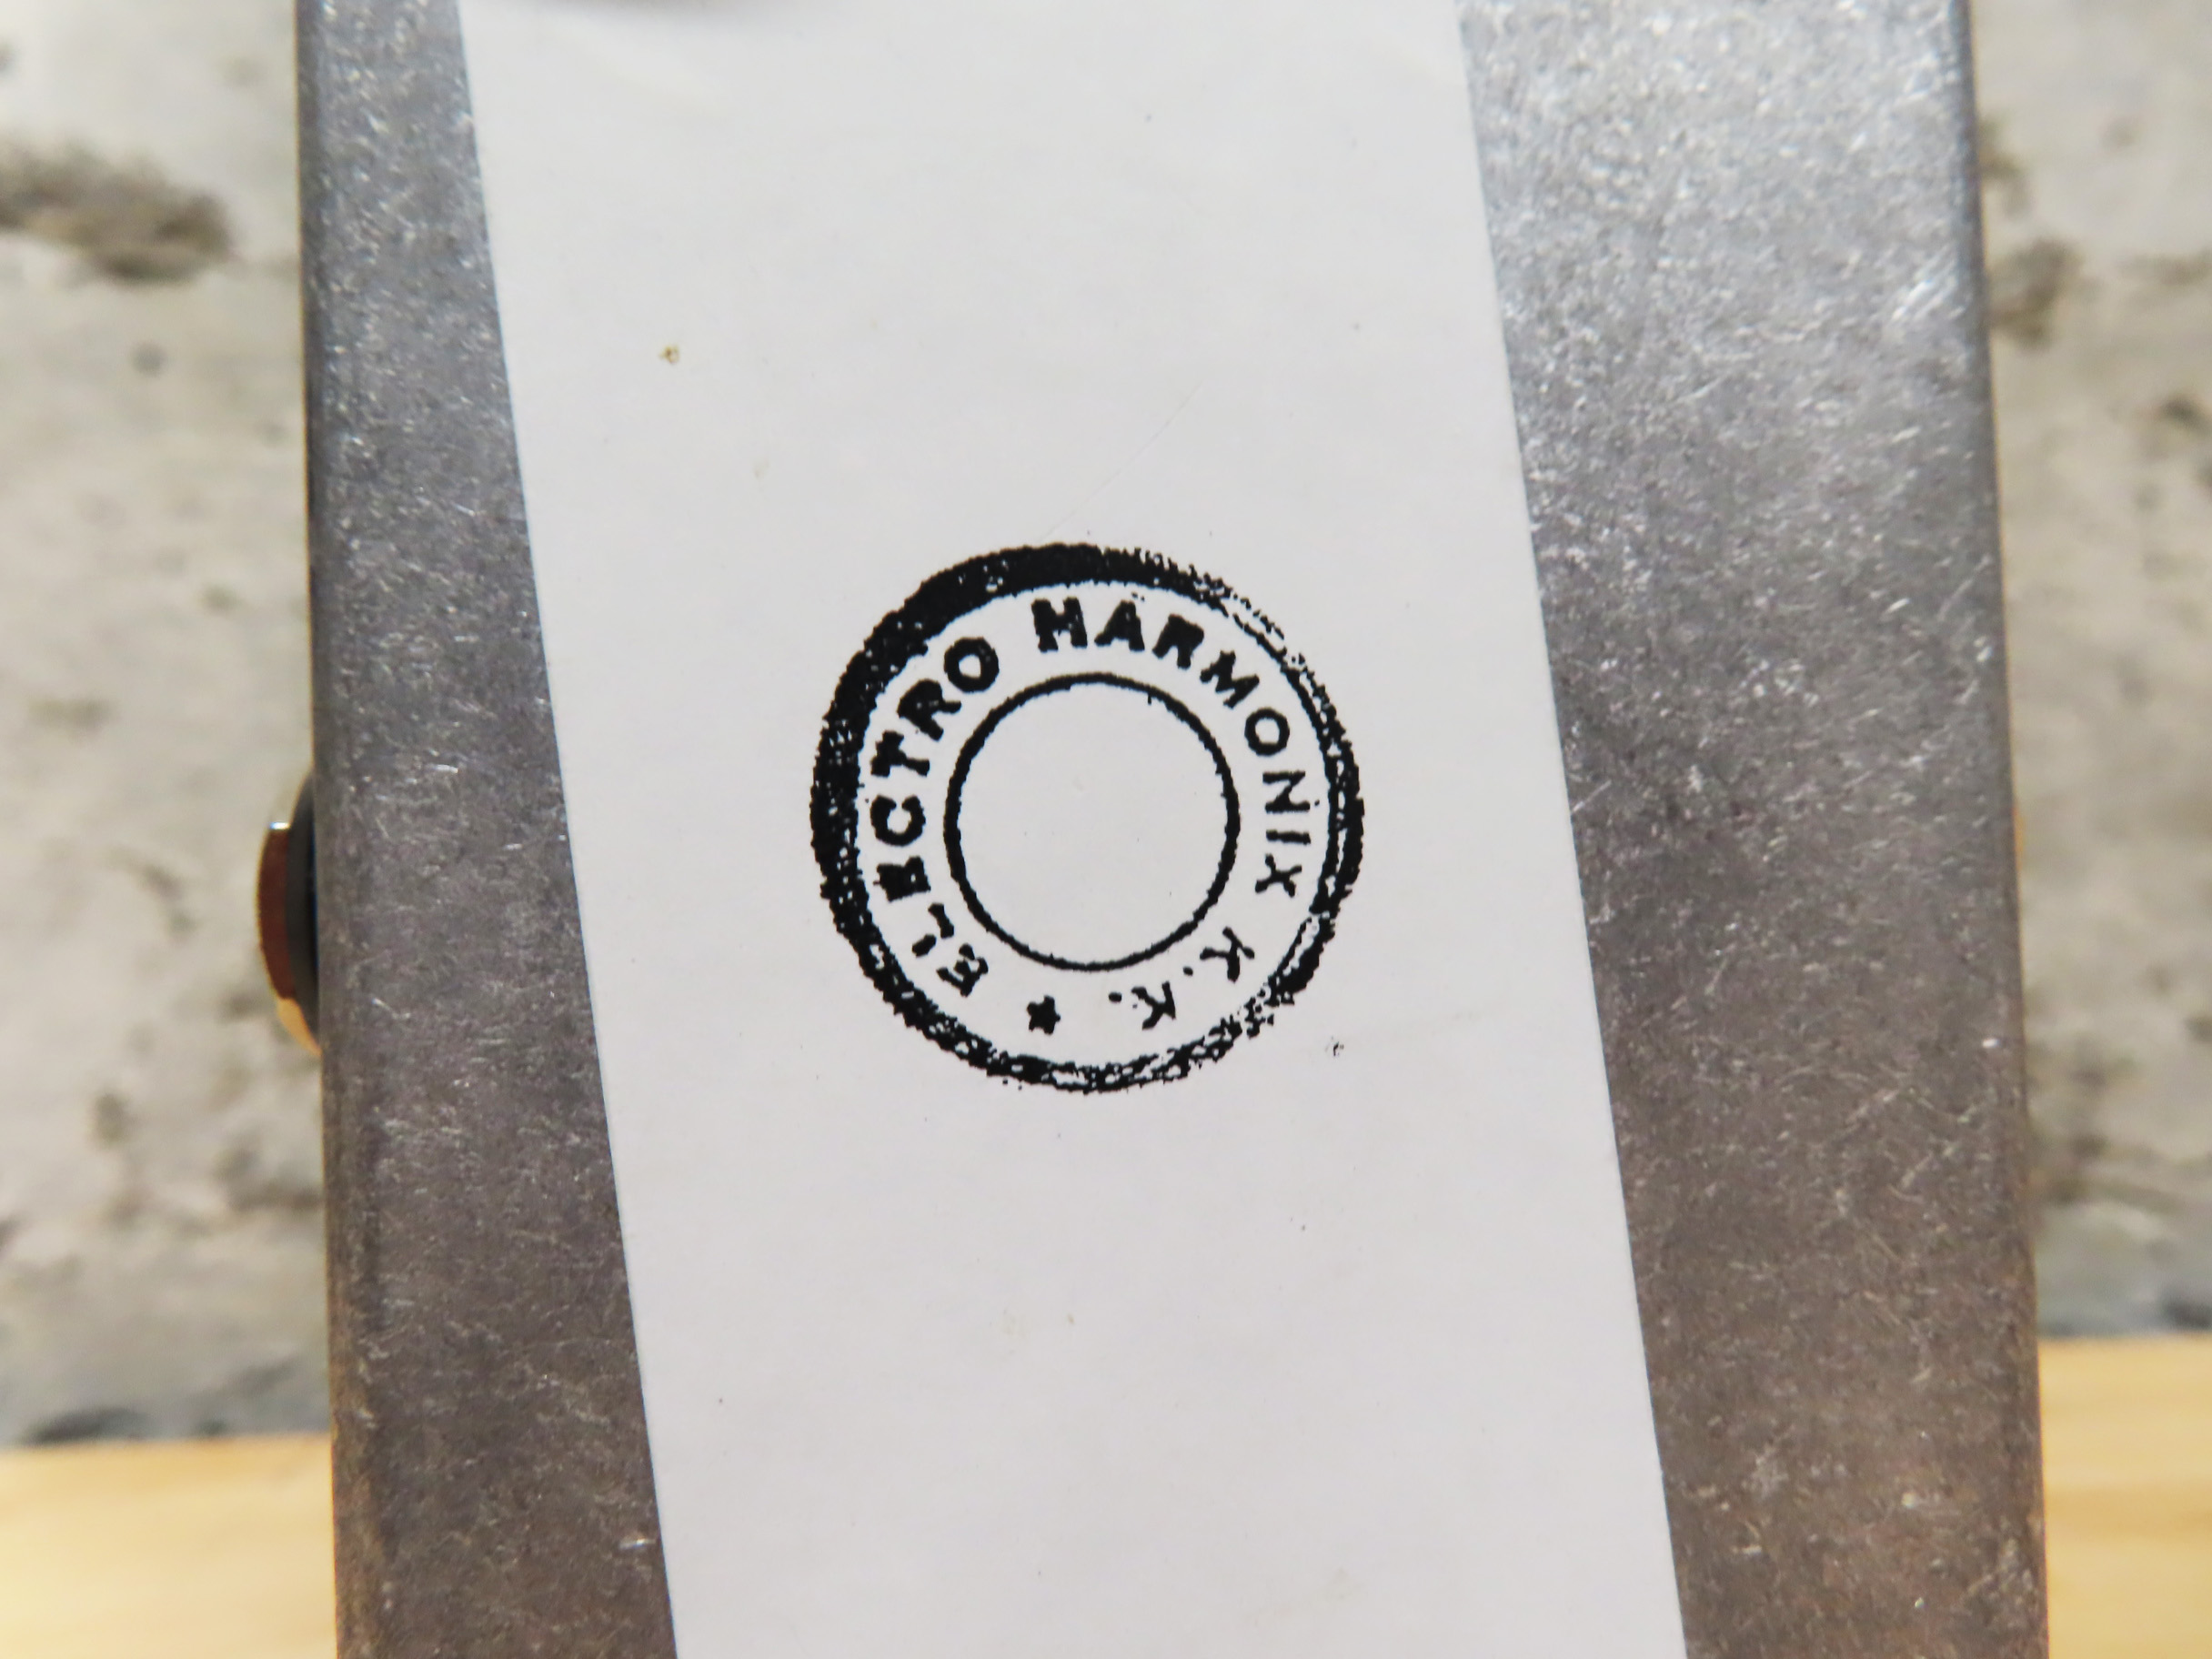 ELECTRO HARMONIX K.K. ★